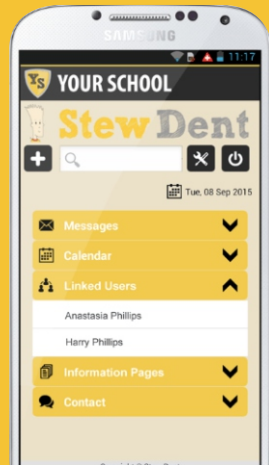 SAMSUNG
11:17
YS YOUR SCHOOL
Stew Dent
Tue, 08 Sep 2015
Messages
Calendar
Linked Users
Anastasia Phillips
Harry Phillips
Information Pages
Contact